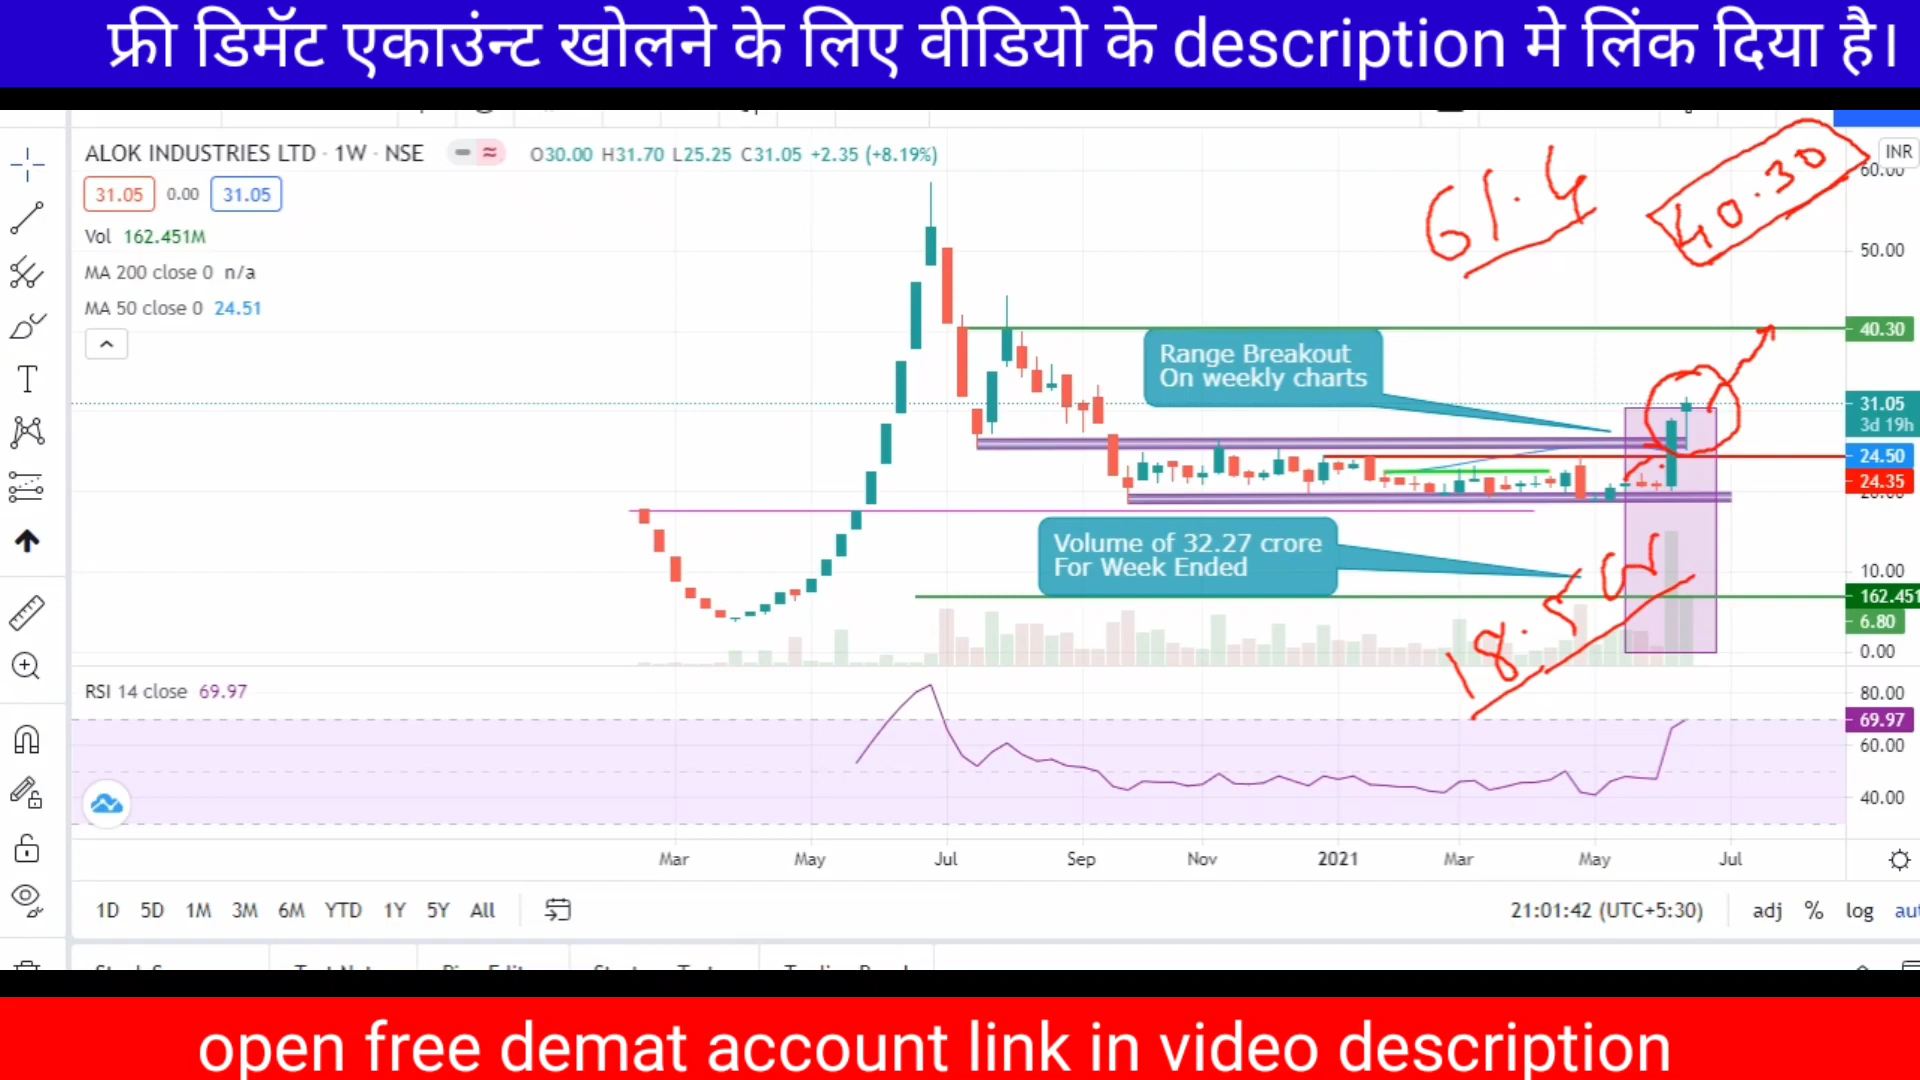 फ्री डिमॅट एकाउंन्ट खोलने के लिए वीडियो के description मे लिंक दिया है।
ALOK INDUSTRIES LTD · 1W · NSE
O30.00 H31.70 L25.25 C31.05 +2.35 (+8.19%)
INR
60.00
31.05 0.00 31.05
61.4
40.30
Vol 162.451M
50.00
MA 200 close 0 n/a
MA 50 close 0 24.51
40.30
Range Breakout
On weekly charts
31.05
3d 19h
24.50
24.35
20.00
Volume of 32.27 crore
For Week Ended
10.00
162.451
18.5
6.80
0.00
RSI 14 close 69.97
80.00
69.97
60.00
40.00
Mar May Jul Sep Nov 2021 Mar May Jul
1D 5D 1M 3M 6M YTD 1Y 5Y All
21:01:42 (UTC+5:30) adj % log
open free demat account link in video description